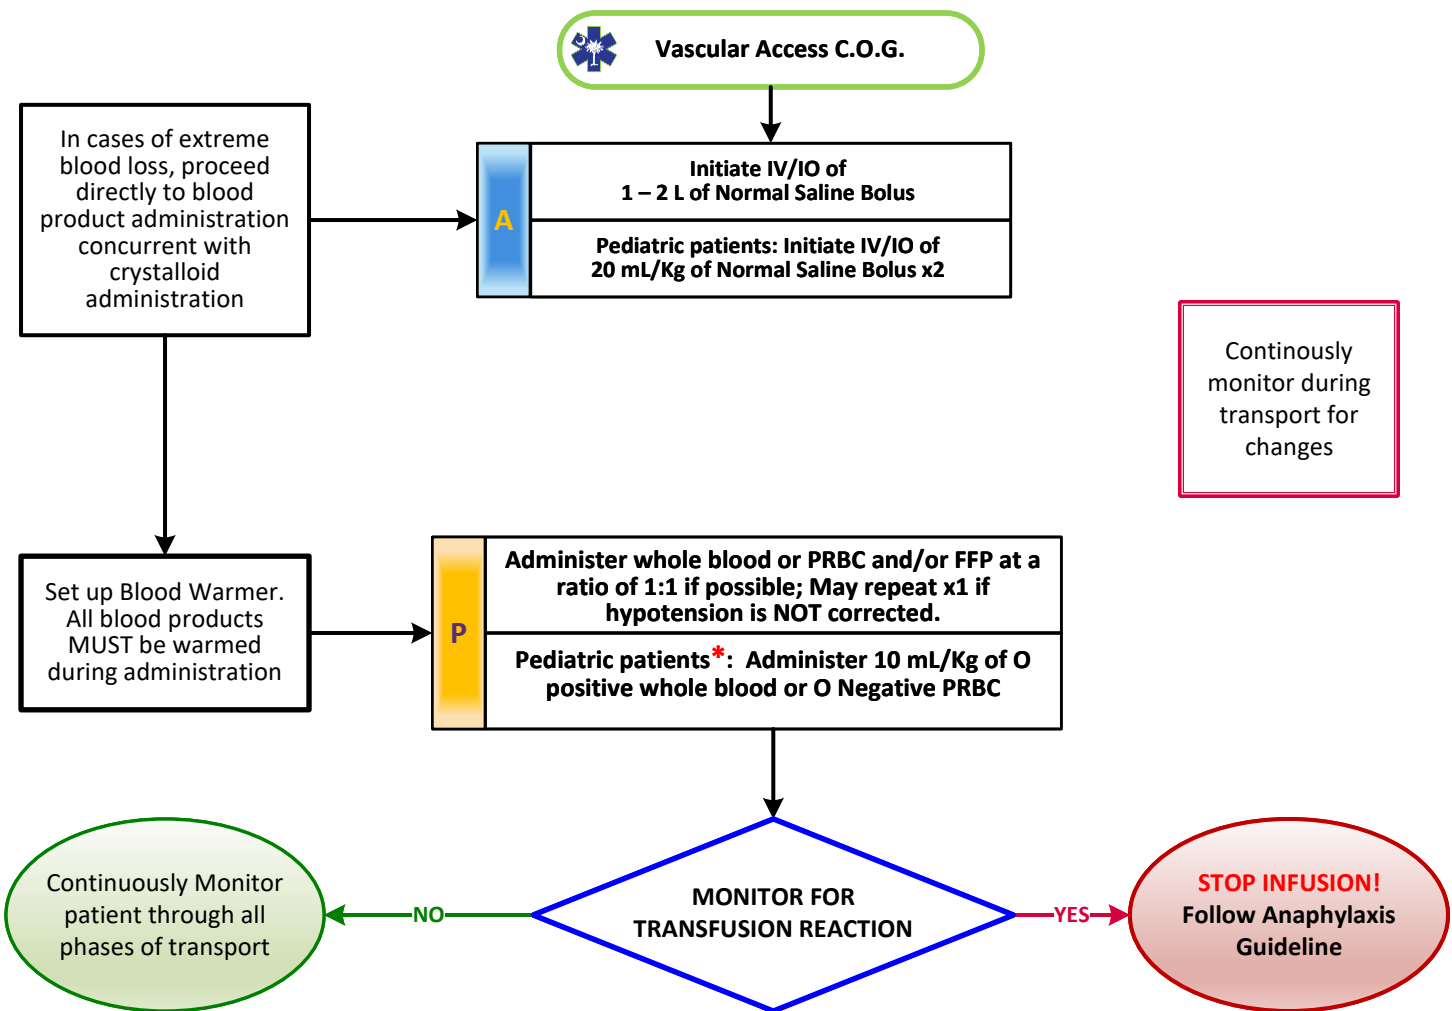 Vascular Access C.O.G.
In cases of extreme
blood loss, proceed
directly to blood
product administration
concurrent with
crystalloid
administration
A
Initiate IV/IO of
1 – 2 L of Normal Saline Bolus
Pediatric patients: Initiate IV/IO of
20 mL/Kg of Normal Saline Bolus x2
Continously
monitor during
transport for
changes
Set up Blood Warmer.
All blood products
MUST be warmed
during administration
P
Administer whole blood or PRBC and/or FFP at a
ratio of 1:1 if possible; May repeat x1 if
hypotension is NOT corrected.
Pediatric patients*: Administer 10 mL/Kg of O
positive whole blood or O Negative PRBC
Continuously Monitor
patient through all
phases of transport
NO
MONITOR FOR
TRANSFUSION REACTION
YES
STOP INFUSION!
Follow Anaphylaxis
Guideline